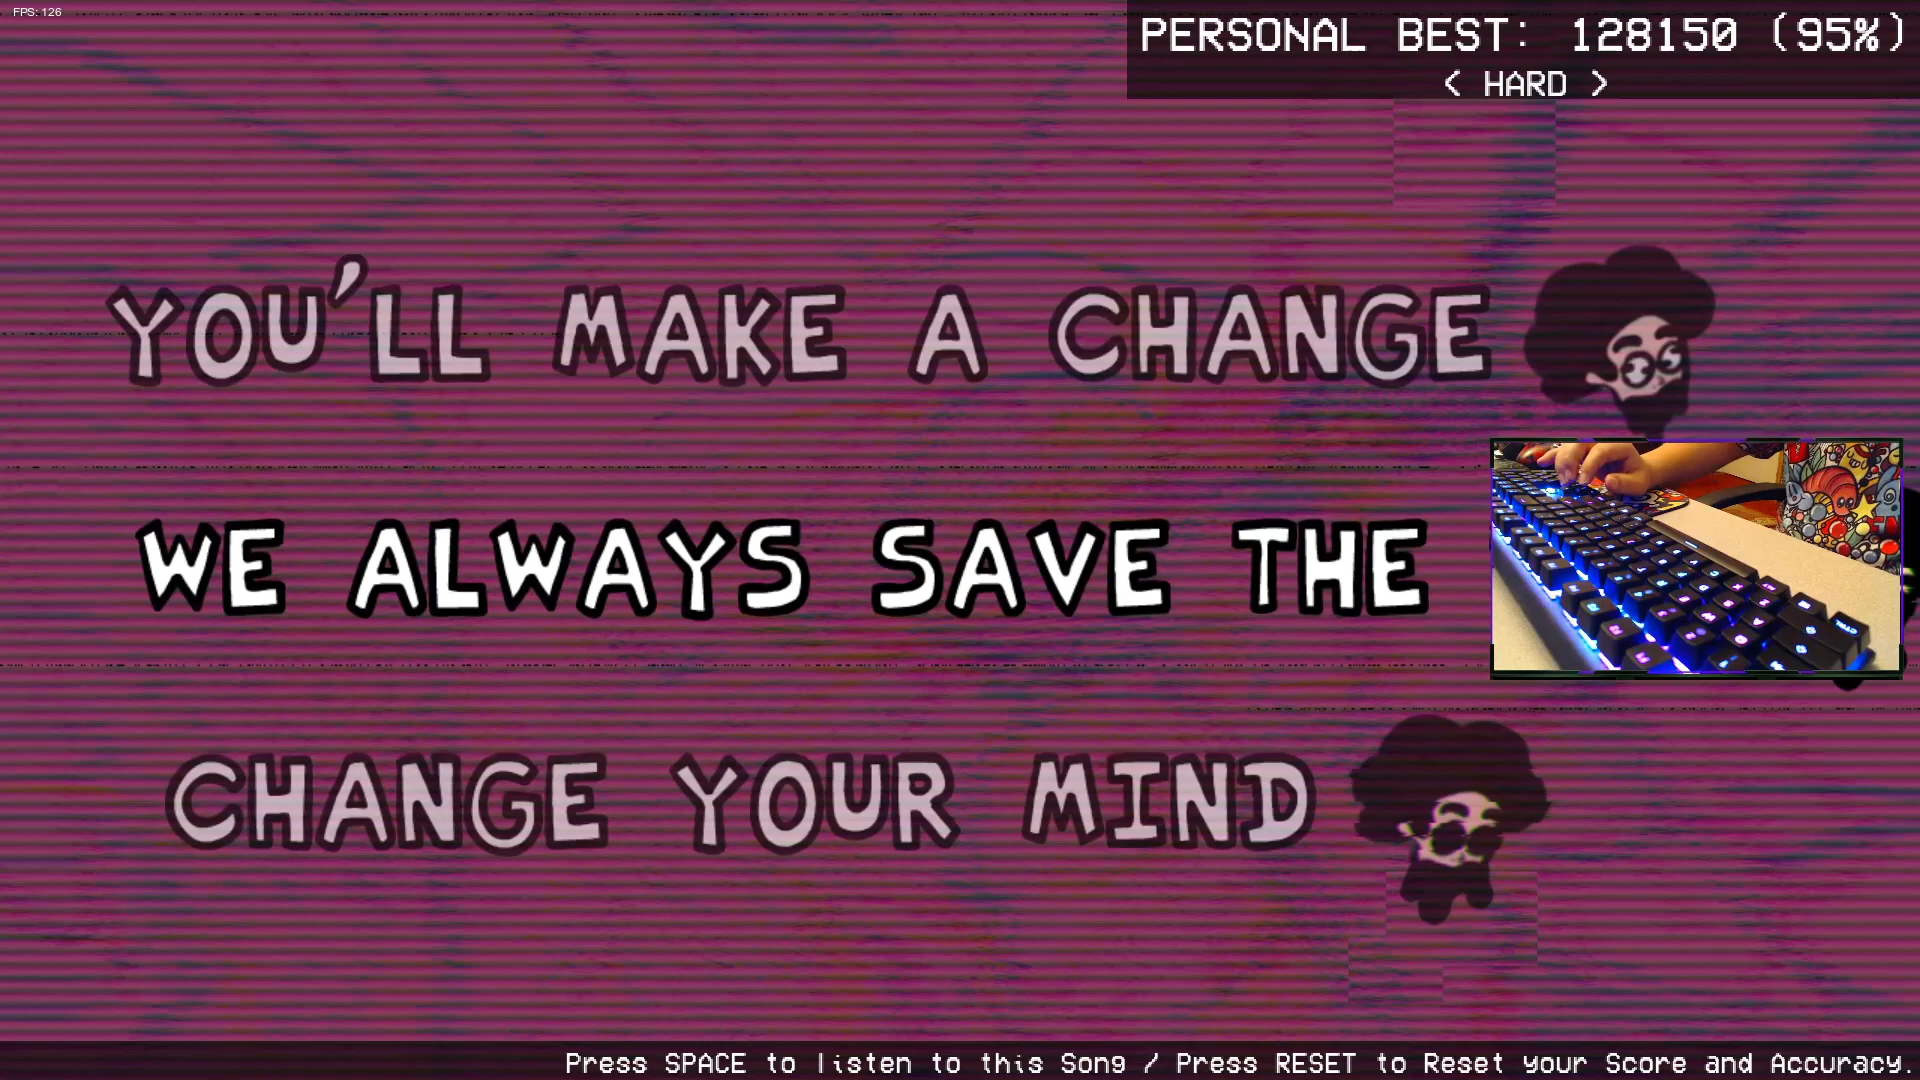 FPS: 126
PERSONAL BEST: 128150 (95%)
< HARD >
YOU'LL MAKE A CHANGE
WE ALWAYS SAVE THE
CHANGE YOUR MIND
Press SPACE to listen to this Song / Press RESET to Reset your Score and Accuracy.